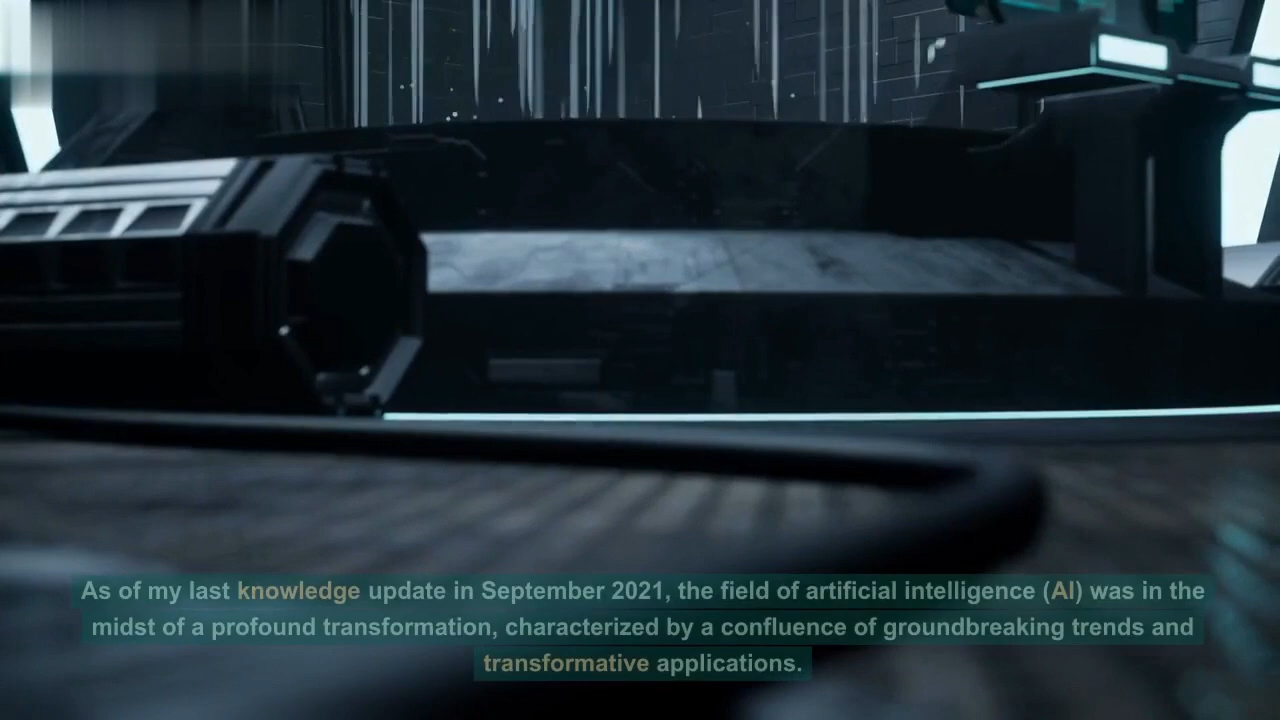 As of my last knowledge update in September 2021, the field of artificial intelligence (AI) was in the
midst of a profound transformation, characterized by a confluence of groundbreaking trends and
transformative applications.